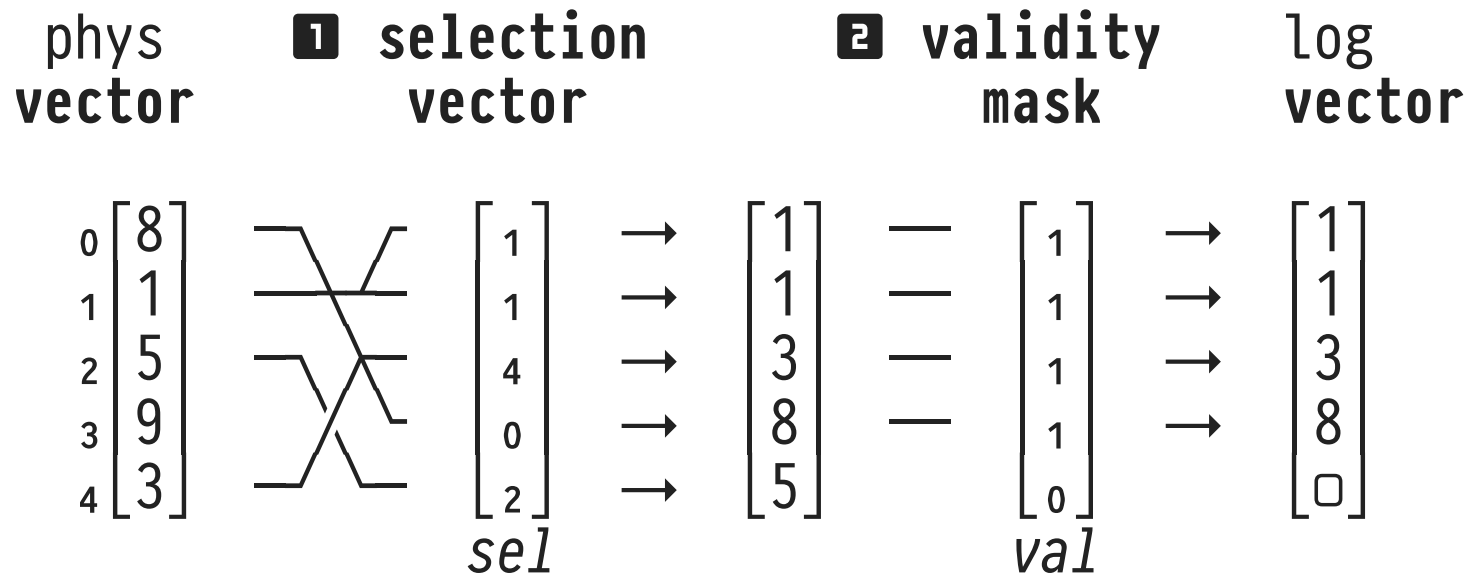 phys 1 selection 2 validity log
vector vector mask vector
0 8 1 1 1 1
1 1 1 1 1 1
2 5 4 3 1 3
3 9 0 8 1 8
4 3 2 5 0 □
sel val